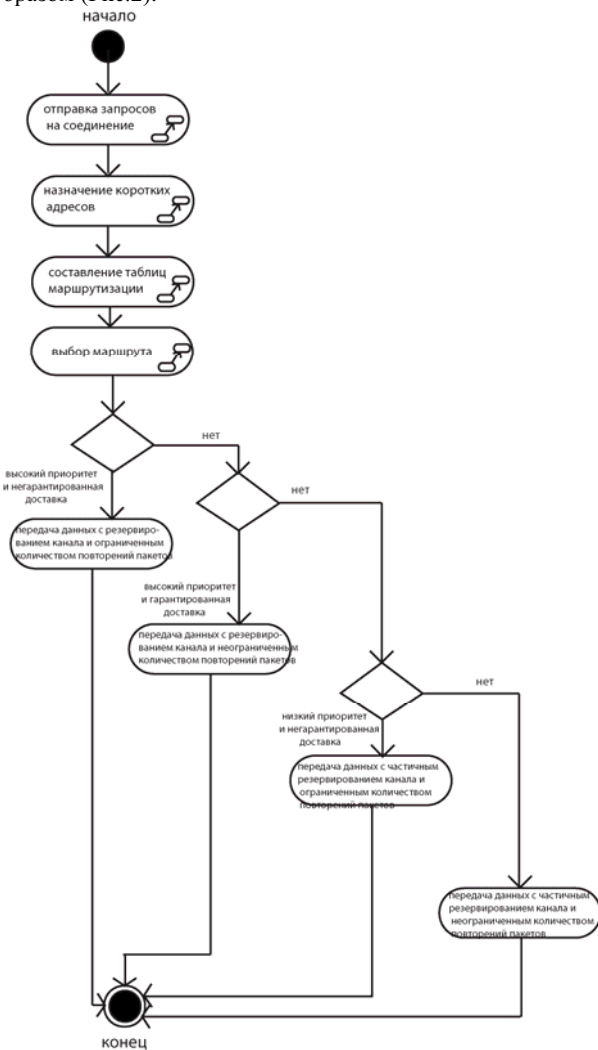 образом (Рис.2).
начало
отправка запросов
на соединение
назначение коротких
адресов
составление таблиц
маршрутизации
выбор маршрута
нет
высокий приоритет
и негарантированная
доставка
нет
передача данных с резервиро-
ванием канала и ограниченным
количеством повторений пакетов
высокий приоритет
и гарантированная
доставка
передача данных с резервиро-
ванием канала и неограниченным
количеством повторений пакетов
нет
низкий приоритет
и негарантированная
доставка
передача данных с частичным
резервированием канала и
ограниченным количеством
повторений пакетов
передача данных с частичным
резервированием канала и
неограниченным количеством
повторений пакетов
конец